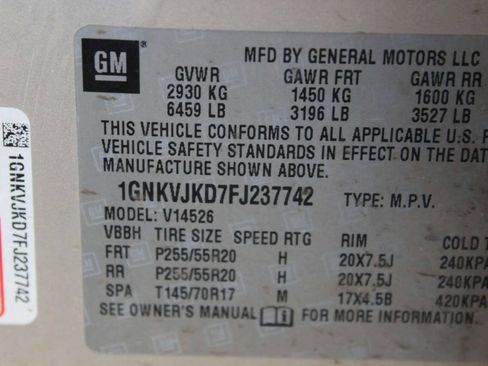 GM
MFD BY GENERAL MOTORS LLC
GVWR GAWR FRT GAWR RR
2930 KG 1450 KG 1600 KG
6459 LB 3196 LB 3527 LB
THIS VEHICLE CONFORMS TO ALL APPLICABLE U.S. F
VEHICLE SAFETY STANDARDS IN EFFECT ON THE DAT
MANUFACTURE SHOWN ABOVE.
1GNKVJKD7FJ237742 TYPE: M.P.V.
MODEL: V14526
VBBH TIRE SIZE SPEED RTG RIM COLD T
FRT P255/55R20 H 20X7.5J 240KPA
RR P255/55R20 H 20X7.5J 240KPA
SPA T145/70R17 M 17X4.5B 420KPA
SEE OWNER'S MANUAL FOR MORE INFORMATION.
1GNKVJKD7FJ237742